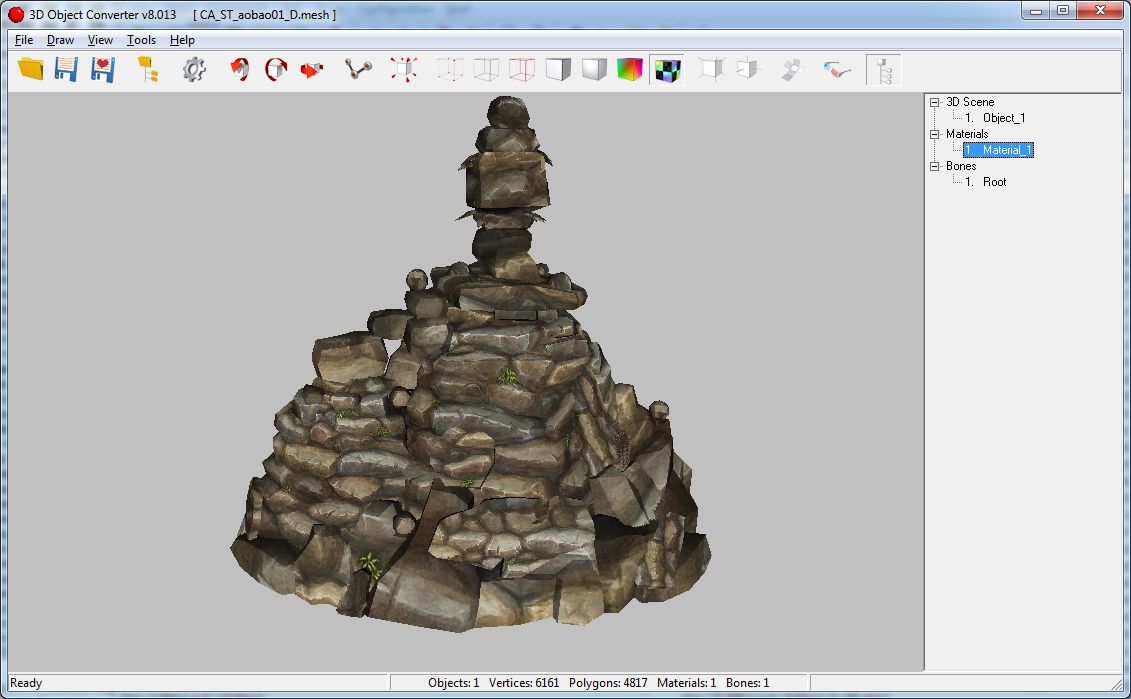 3D Object Converter v8.013 [ CA_ST_aobao01_D.mesh ]
File Draw View Tools Help
3D Scene
1. Object_1
Materials
1. Material_1
Bones
1. Root
Ready
Objects: 1 Vertices: 6161 Polygons: 4817 Materials: 1 Bones: 1